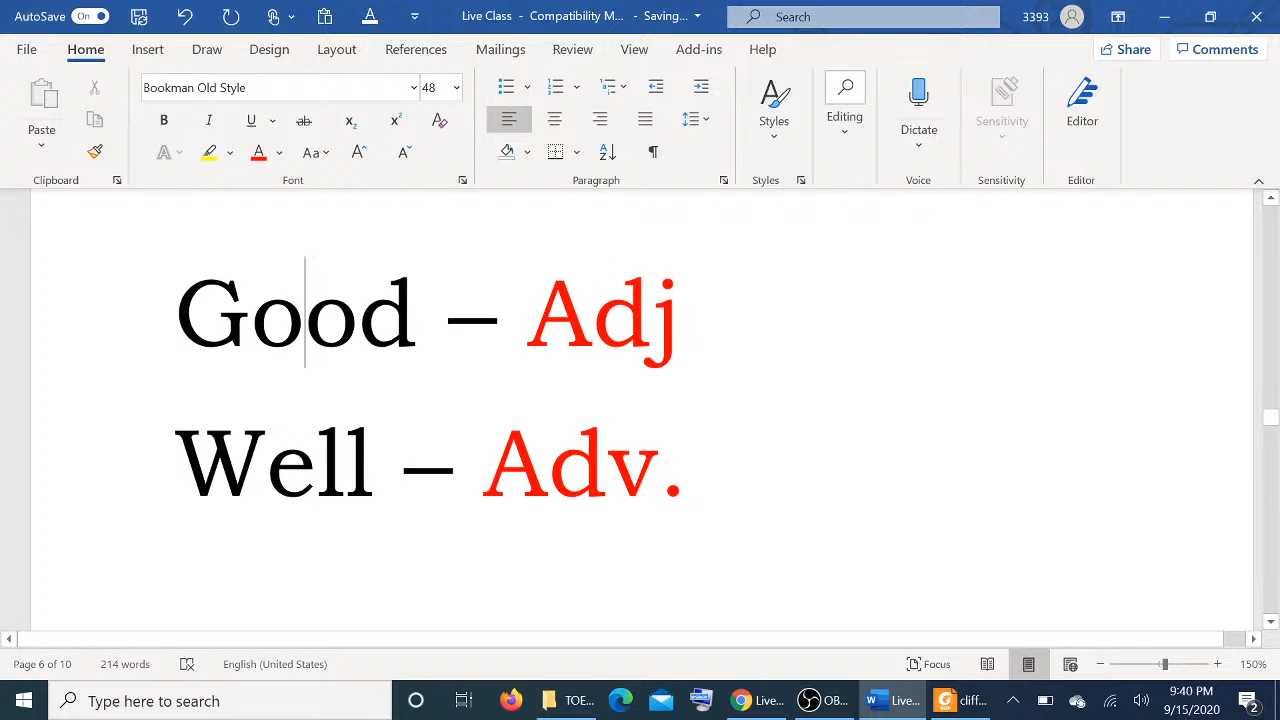 AutoSave On Live Class - Compatibility M... - Saving... Search 3393
File Home Insert Draw Design Layout References Mailings Review View Add-ins Help Share Comments
Bookman Old Style 48
Paste Styles Editing Dictate Sensitivity Editor
Clipboard Font Paragraph Styles Voice Sensitivity Editor
Good – Adj
Well – Adv.
Page 6 of 10 214 words English (United States) Focus 150%
Type here to search TOE... Live... OB... Live... cliff... 9:40 PM
9/15/2020 2